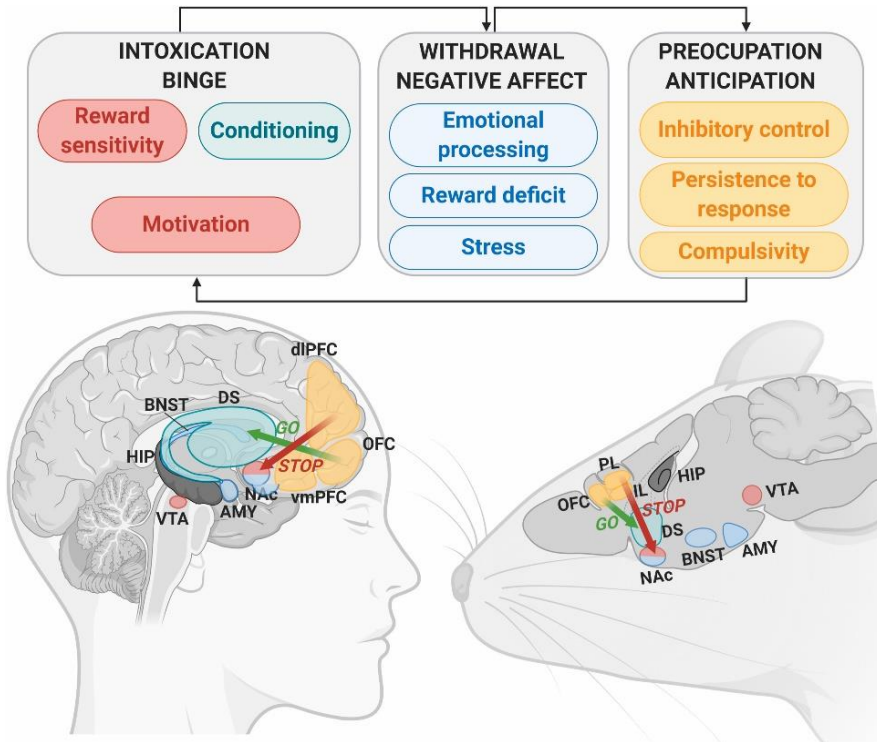 INTOXICATION
BINGE
Reward
sensitivity
Conditioning
Motivation
WITHDRAWAL
NEGATIVE AFFECT
Emotional
processing
Reward deficit
Stress
PREOCUPATION
ANTICIPATION
Inhibitory control
Persistence to
response
Compulsivity
dlPFC
BNST
DS
GO
OFC
HIP
STOP
NAc
vmPFC
VTA
AMY
PL
HIP
OFC
IL
VTA
STOP
GO
DS
BNST
AMY
NAc